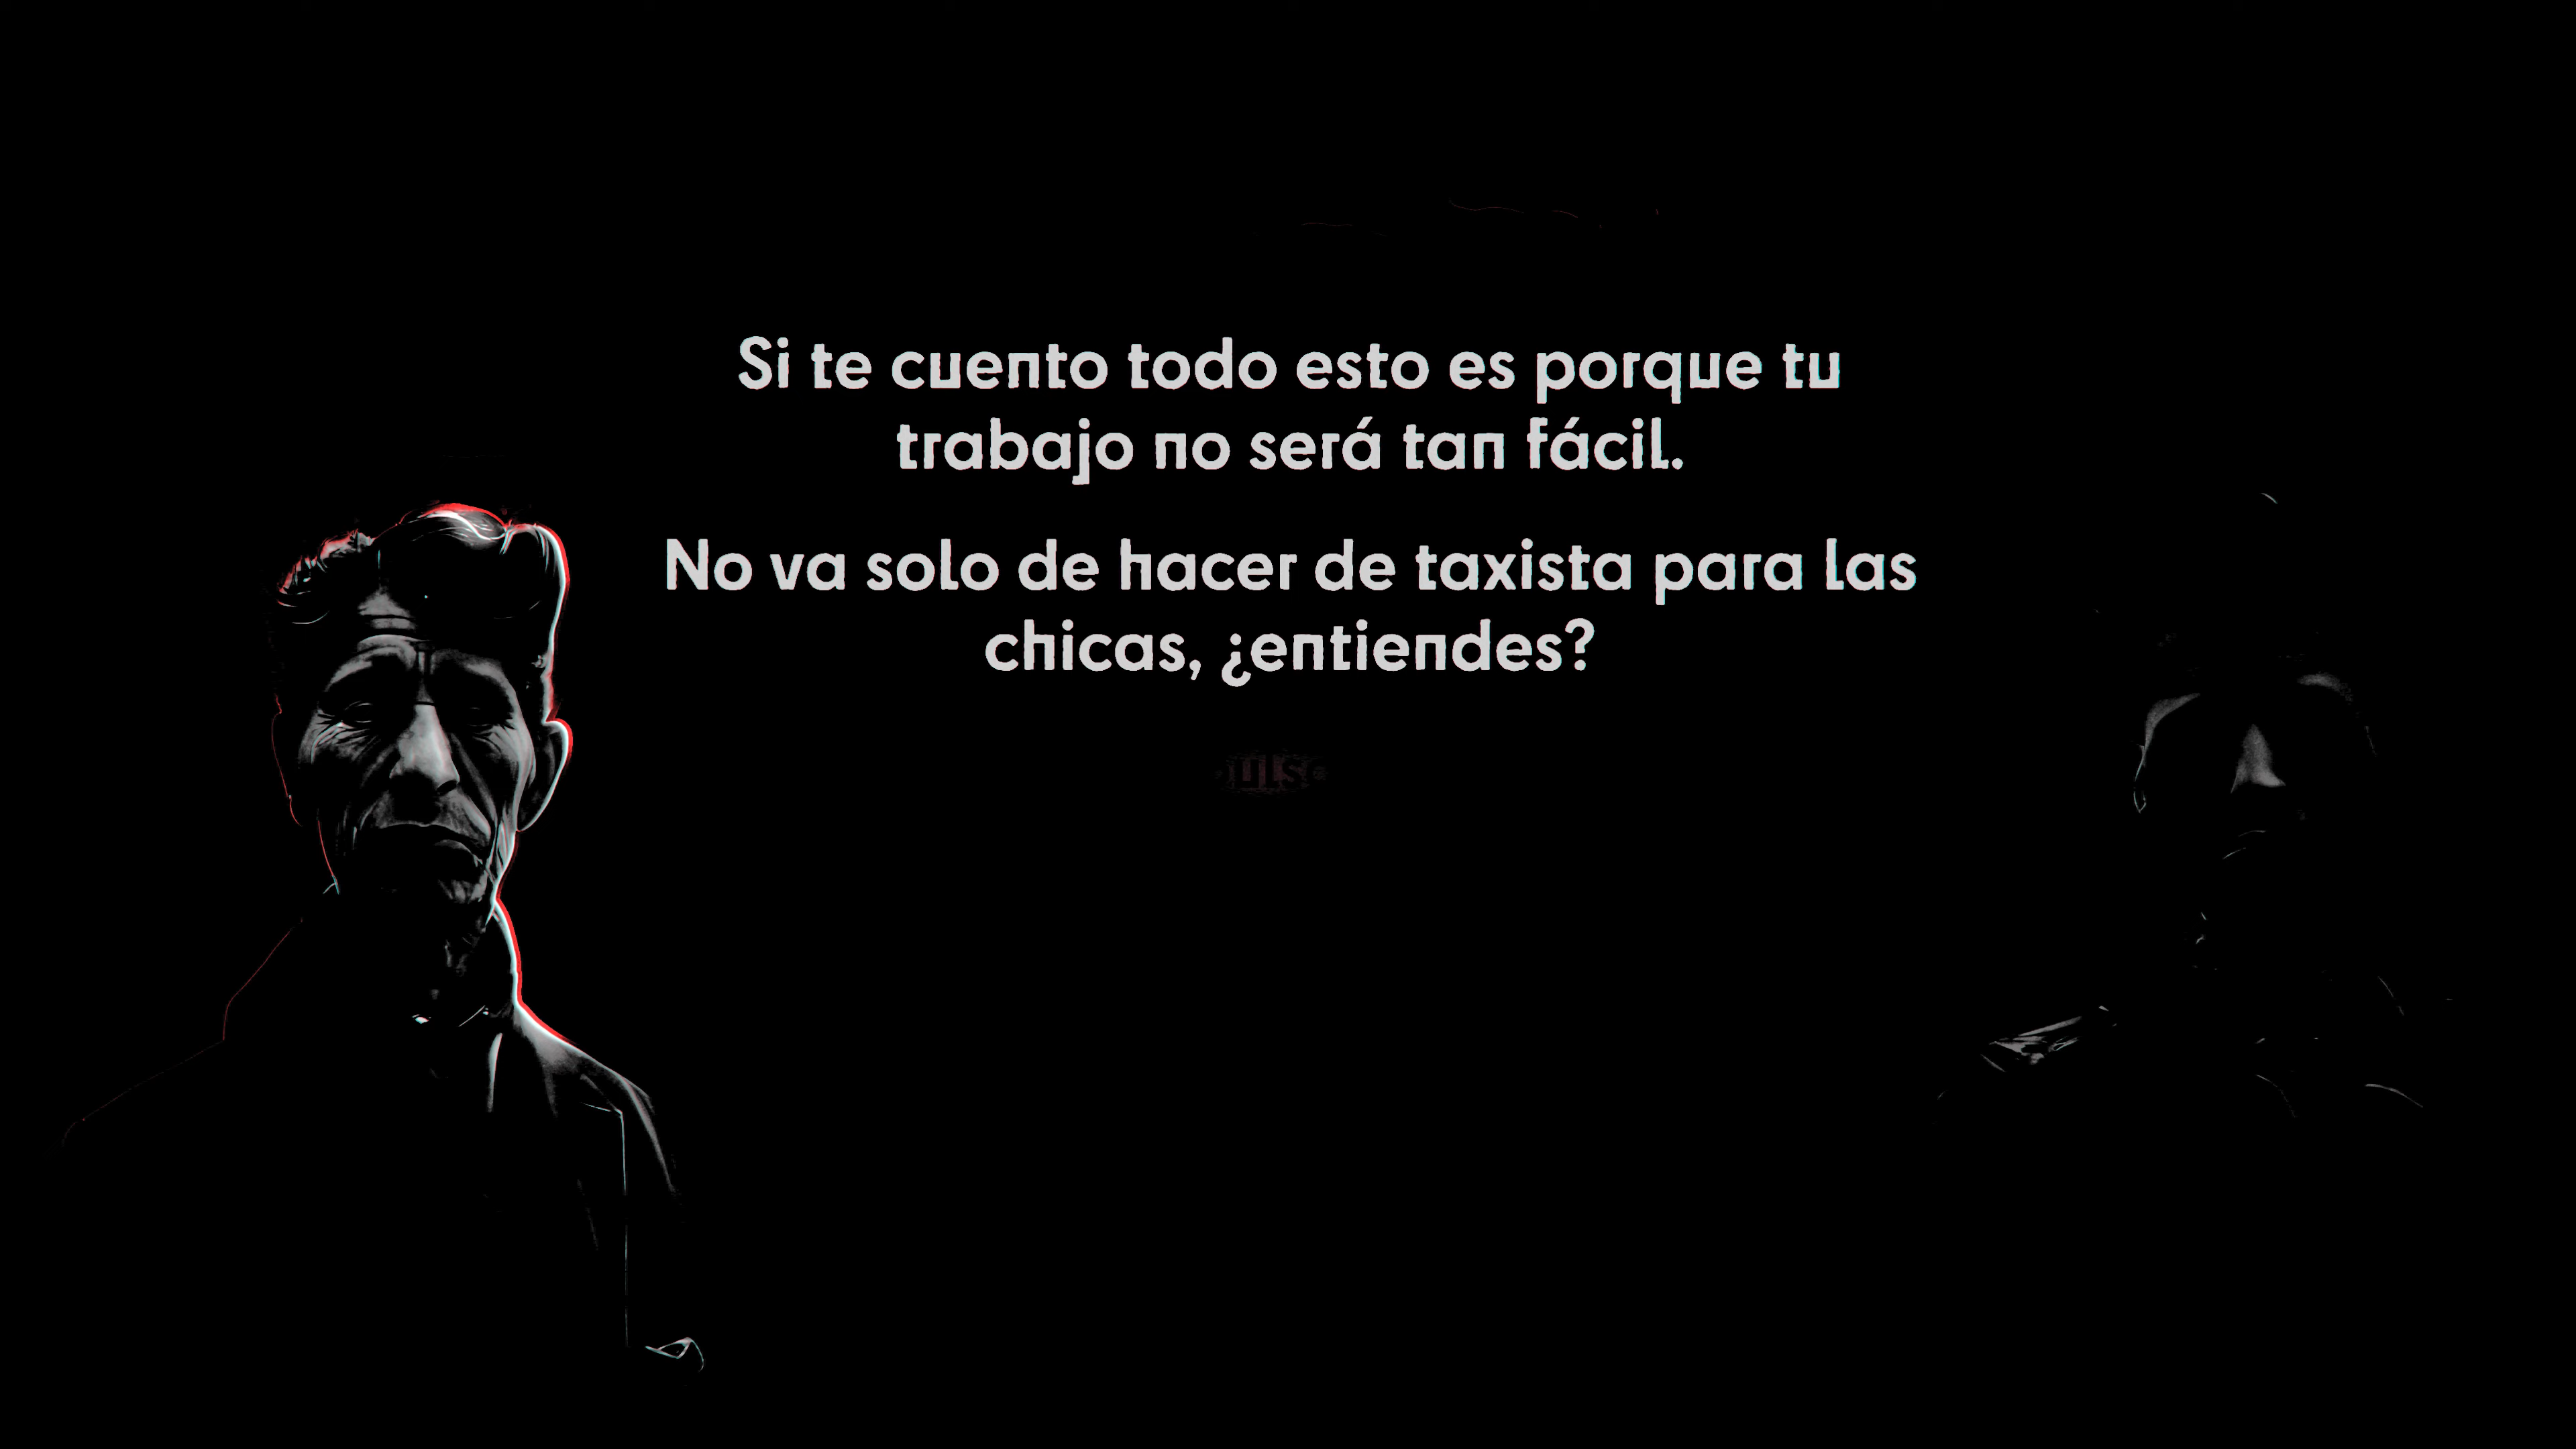 Si te cuento todo esto es porque tu
trabajo no será tan fácil.
No va solo de hacer de taxista para las
chicas, ¿entiendes?